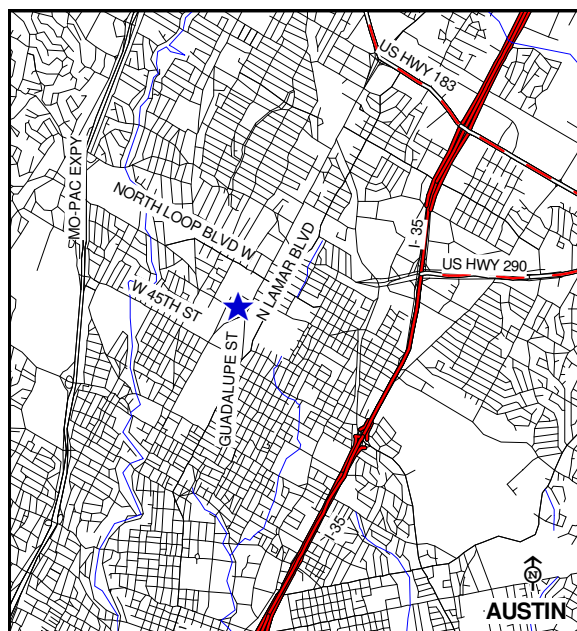 US HWY 183
SMO-PAC EXPY
NORTH LOOP BLVD W
N LAMAR BLVD
I- 35
US HWY 290
W 45TH ST
GUADALUPE ST
I-35
N
AUSTIN